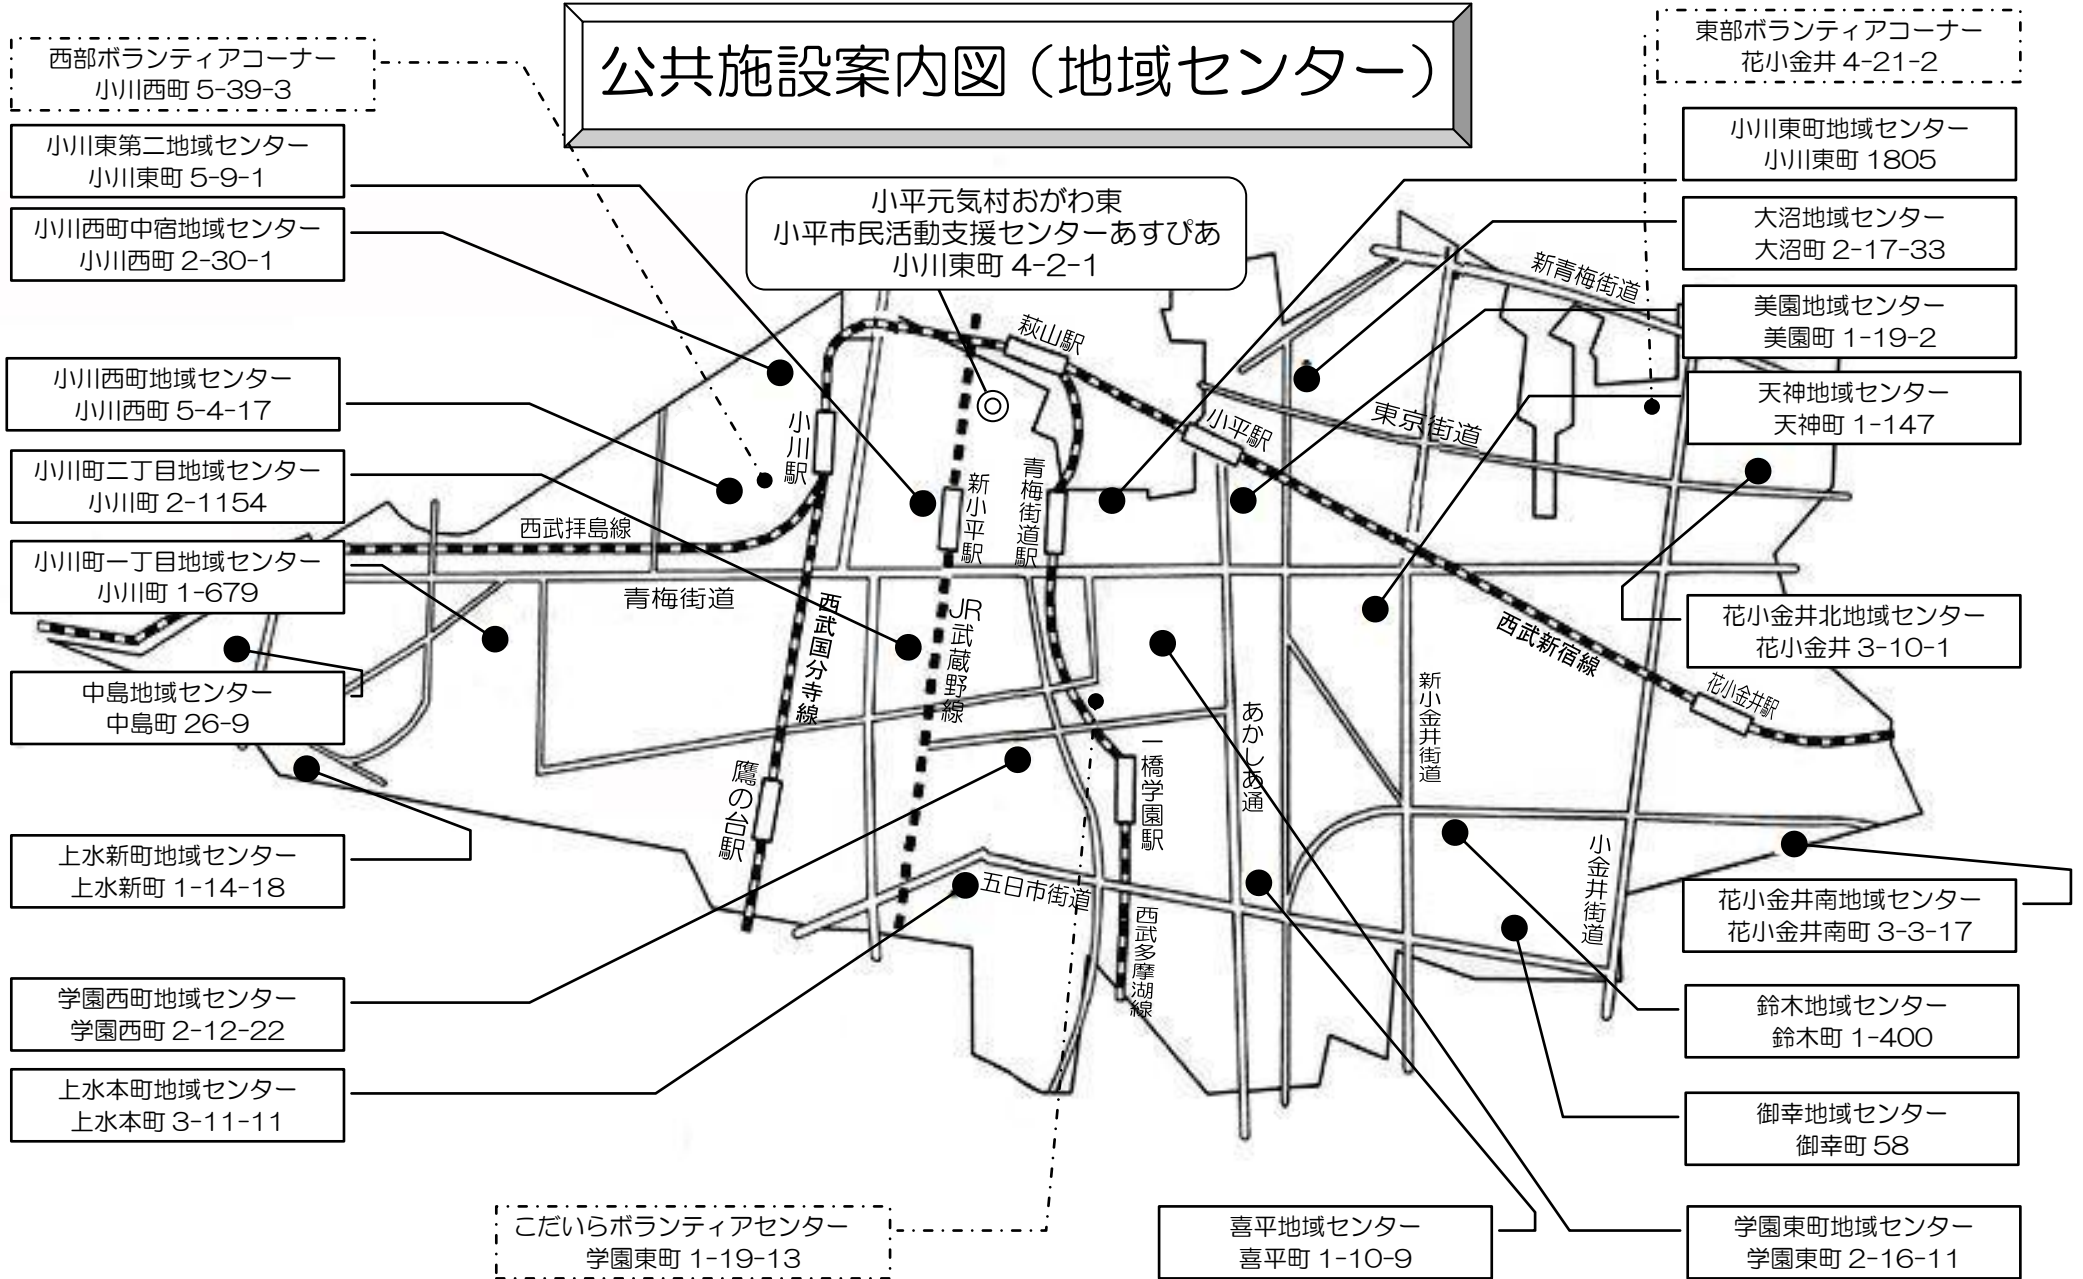 公共施設案内図（地域センター）
西部ボランティアコーナー
小川西町 5-39-3
小川東第二地域センター
小川東町 5-9-1
小川西町中宿地域センター
小川西町 2-30-1
小川西町地域センター
小川西町 5-4-17
小川町二丁目地域センター
小川町 2-1154
小川町一丁目地域センター
小川町 1-679
中島地域センター
中島町 26-9
上水新町地域センター
上水新町 1-14-18
学園西町地域センター
学園西町 2-12-22
上水本町地域センター
上水本町 3-11-11
こだいらボランティアセンター
学園東町 1-19-13
小平元気村おがわ東
小平市民活動支援センターあすぴあ
小川東町 4-2-1
東部ボランティアコーナー
花小金井 4-21-2
小川東町地域センター
小川東町 1805
大沼地域センター
大沼町 2-17-33
美園地域センター
美園町 1-19-2
天神地域センター
天神町 1-147
花小金井北地域センター
花小金井 3-10-1
花小金井南地域センター
花小金井南町 3-3-17
鈴木地域センター
鈴木町 1-400
御幸地域センター
御幸町 58
学園東町地域センター
学園東町 2-16-11
喜平地域センター
喜平町 1-10-9
新青梅街道
萩山駅
小平駅
東京街道
小川駅
新小平駅
青梅街道駅
西武拝島線
青梅街道
西武国分寺線
JR武蔵野線
西武新宿線
花小金井駅
新小金井街道
あかしあ通
一橋学園駅
鷹の台駅
五日市街道
西武多摩湖線
小金井街道